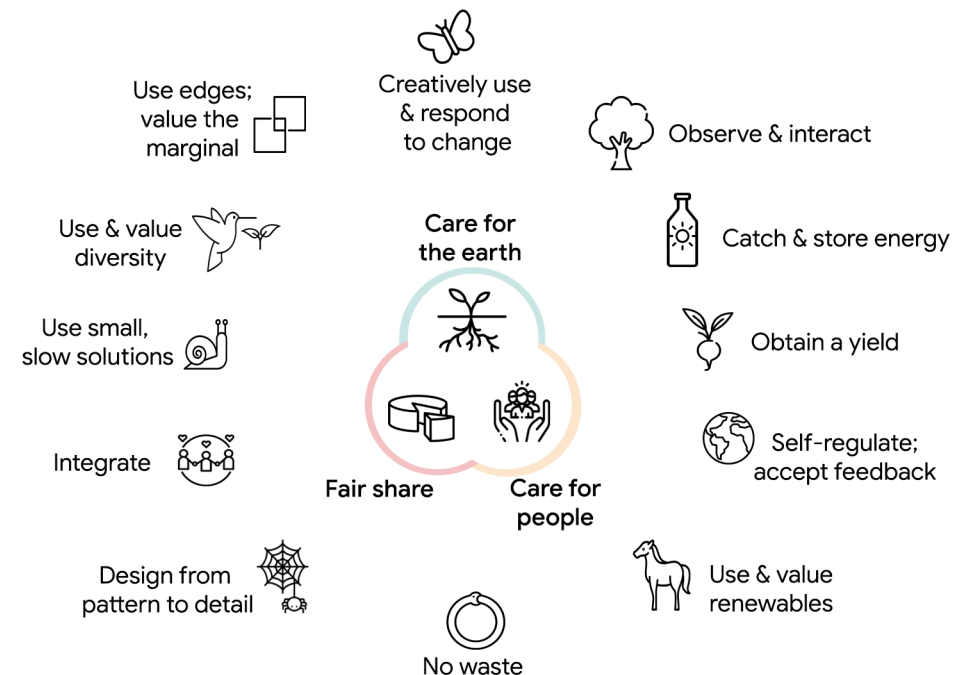 Creatively use
& respond
to change
Observe & interact
Catch & store energy
Obtain a yield
Self-regulate;
accept feedback
Use & value
renewables
No waste
Design from
pattern to detail
Integrate
Use small,
slow solutions
Use & value
diversity
Use edges;
value the
marginal
Care for
the earth
Care for
people
Fair share